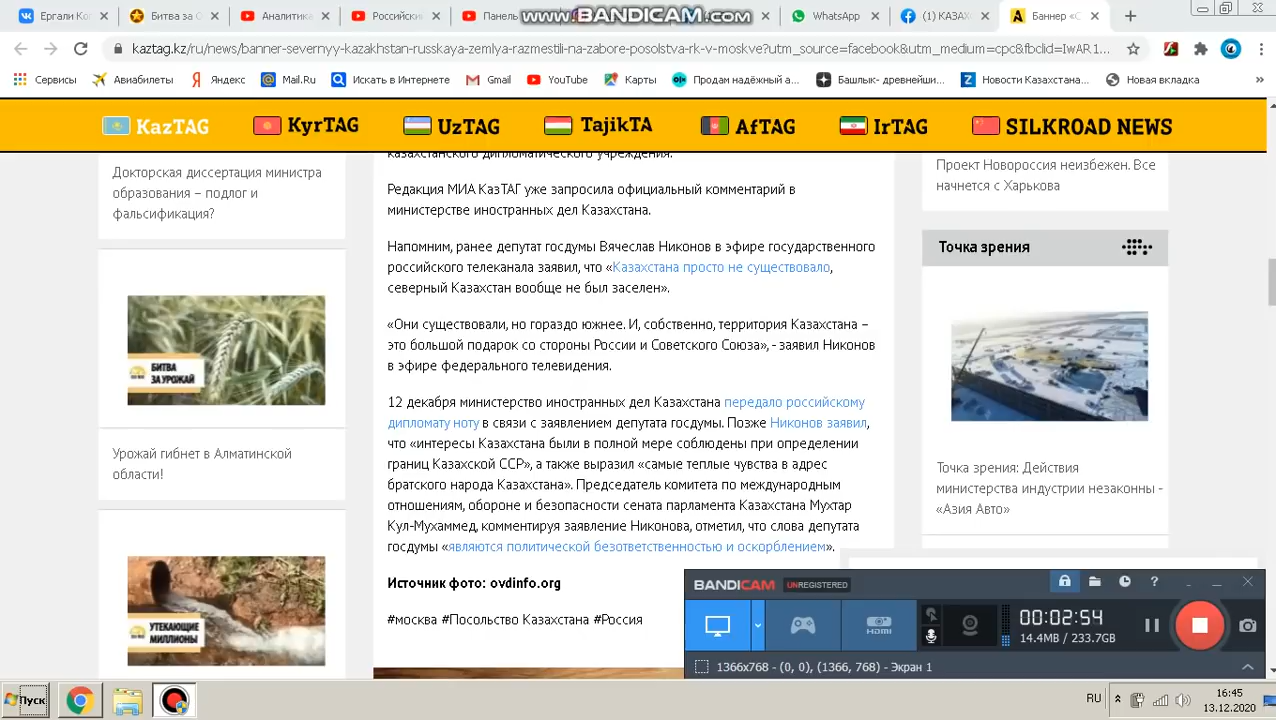 Ергали Ко
Битва за О
Аналитика
Российски
Панель
www.BANDICAM.com
WhatsApp
(1) КАЗАХ
Баннер «С
kaztag.kz/ru/news/banner-severnyy-kazakhstan-russkaya-zemlya-razmestili-na-zabore-posolstva-rk-v-moskve?utm_source=facebook&utm_medium=cpc&fbclid=IwAR1...
Сервисы
Авиабилеты
Яндекс
Mail.Ru
Искать в Интернете
Gmail
YouTube
Карты
Продам надёжный а...
Башлык- древнейши...
Новости Казахстана...
Новая вкладка
KazTAG
KyrTAG
UzTAG
TajikTA
AfTAG
IrTAG
SILKROAD NEWS
Докторская диссертация министра
образования – подлог и
фальсификация?
БИТВА
ЗА УРОЖАЙ
Урожай гибнет в Алматинской
области!
УТЕКАЮЩИЕ
МИЛЛИОНЫ
казахстанского дипломатического учреждения.
Редакция МИА КазТАГ уже запросила официальный комментарий в
министерстве иностранных дел Казахстана.
Напомним, ранее депутат госдумы Вячеслав Никонов в эфире государственного
российского телеканала заявил, что «Казахстана просто не существовало,
северный Казахстан вообще не был заселен».
«Они существовали, но гораздо южнее. И, собственно, территория Казахстана –
это большой подарок со стороны России и Советского Союза», - заявил Никонов
в эфире федерального телевидения.
12 декабря министерство иностранных дел Казахстана передало российскому
дипломату ноту в связи с заявлением депутата госдумы. Позже Никонов заявил,
что «интересы Казахстана были в полной мере соблюдены при определении
границ Казахской ССР», а также выразил «самые теплые чувства в адрес
братского народа Казахстана». Председатель комитета по международным
отношениям, обороне и безопасности сената парламента Казахстана Мухтар
Кул-Мухаммед, комментируя заявление Никонова, отметил, что слова депутата
госдумы «являются политической безответственностью и оскорблением».
Источник фото: ovdinfo.org
#москва #Посольство Казахстана #Россия
Проект Новороссия неизбежен. Все
начнется с Харькова
Точка зрения
Точка зрения: Действия
министерства индустрии незаконны -
«Азия Авто»
BANDICAM
UNREGISTERED
HDMI
00:02:54
14.4MB / 233.7GB
1366x768 - (0, 0), (1366, 768) - Экран 1
Пуск
RU
16:45
13.12.2020